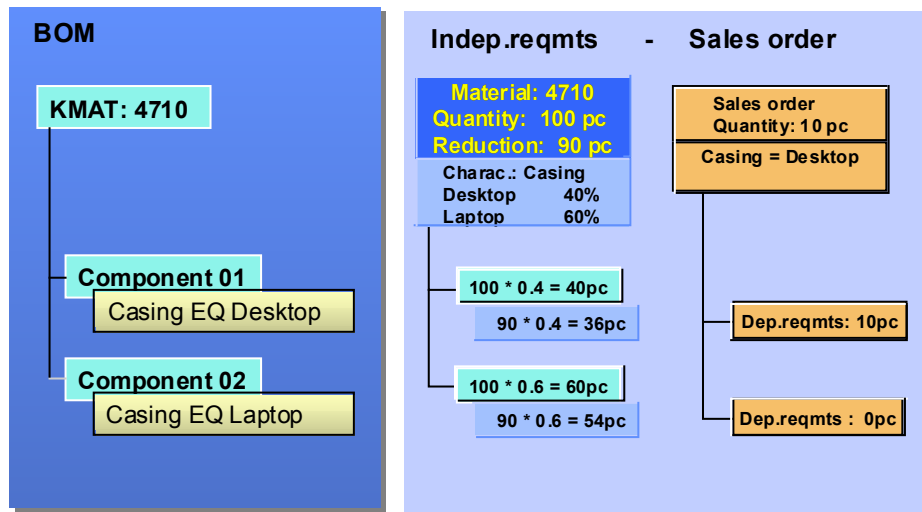 BOM
KMAT: 4710
Component 01
Casing EQ Desktop
Component 02
Casing EQ Laptop
Indep.reqmts - Sales order
Material: 4710
Quantity: 100 pc
Reduction: 90 pc
Charac.: Casing
Desktop 40%
Laptop 60%
100 * 0.4 = 40pc
90 * 0.4 = 36pc
100 * 0.6 = 60pc
90 * 0.6 = 54pc
Sales order
Quantity: 10 pc
Casing = Desktop
Dep.reqmts: 10pc
Dep.reqmts : 0pc